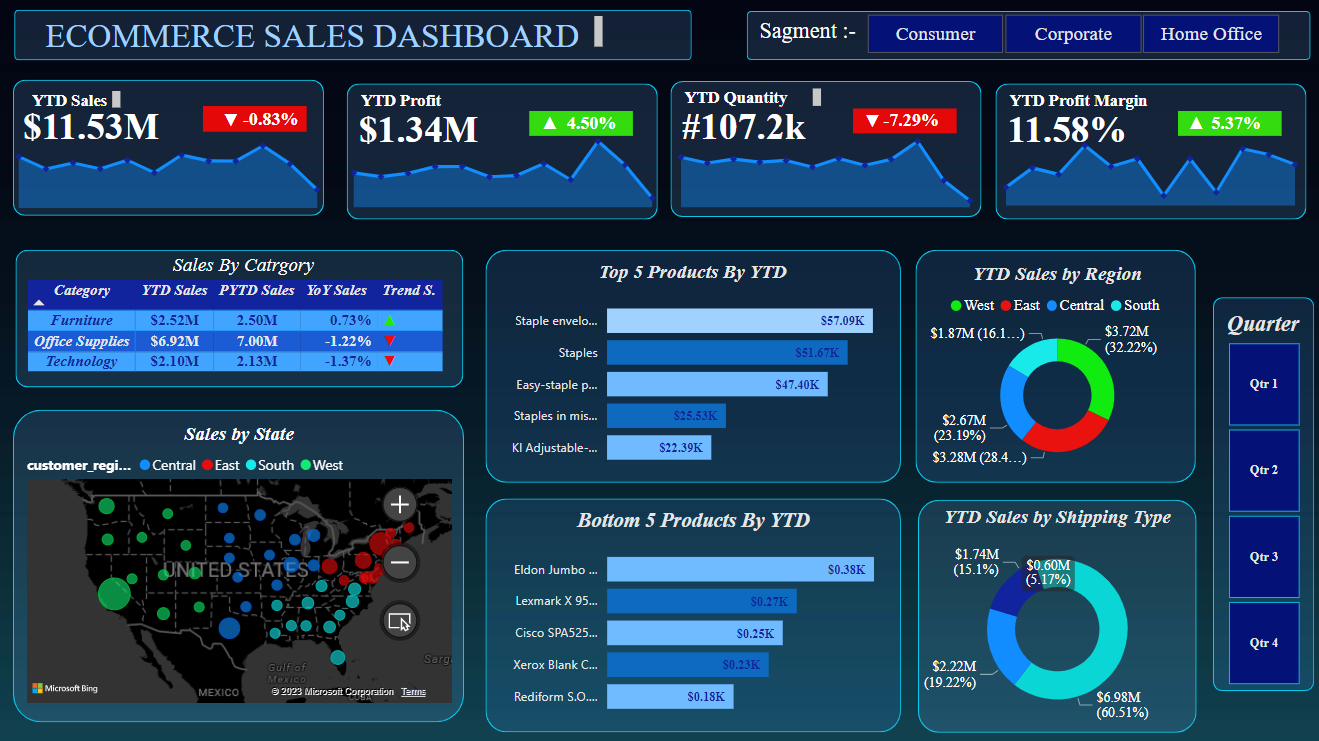 ECOMMERCE SALES DASHBOARD
Sagment :-
Consumer
Corporate
Home Office
YTD Sales
$11.53M
▼ -0.83%
YTD Profit
$1.34M
▲ 4.50%
YTD Quantity
#107.2k
▼ -7.29%
YTD Profit Margin
11.58%
▲ 5.37%
Sales By Catrgory
Category YTD Sales PYTD Sales YoY Sales Trend S.
Furniture $2.52M 2.50M 0.73% ▲
Office Supplies $6.92M 7.00M -1.22% ▼
Technology $2.10M 2.13M -1.37% ▼
Top 5 Products By YTD
Staple envelo... $57.09K
Staples $51.67K
Easy-staple p... $47.40K
Staples in mis... $25.53K
KI Adjustable-... $22.39K
YTD Sales by Region
West East Central South
$1.87M (16.1...)
$3.72M
(32.22%)
$2.67M
(23.19%)
$3.28M (28.4...)
Quarter
Qtr 1
Qtr 2
Qtr 3
Qtr 4
Sales by State
customer_regi... Central East South West
UNITED STATES
Gulf of
Mexico
MEXICO
Sarg
CUBA
Microsoft Bing
© 2023 Microsoft Corporation Terms
Bottom 5 Products By YTD
Eldon Jumbo ... $0.38K
Lexmark X 95... $0.27K
Cisco SPA525... $0.25K
Xerox Blank C... $0.23K
Rediform S.O.... $0.18K
YTD Sales by Shipping Type
$1.74M
(15.1%)
$0.60M
(5.17%)
$2.22M
(19.22%)
$6.98M
(60.51%)